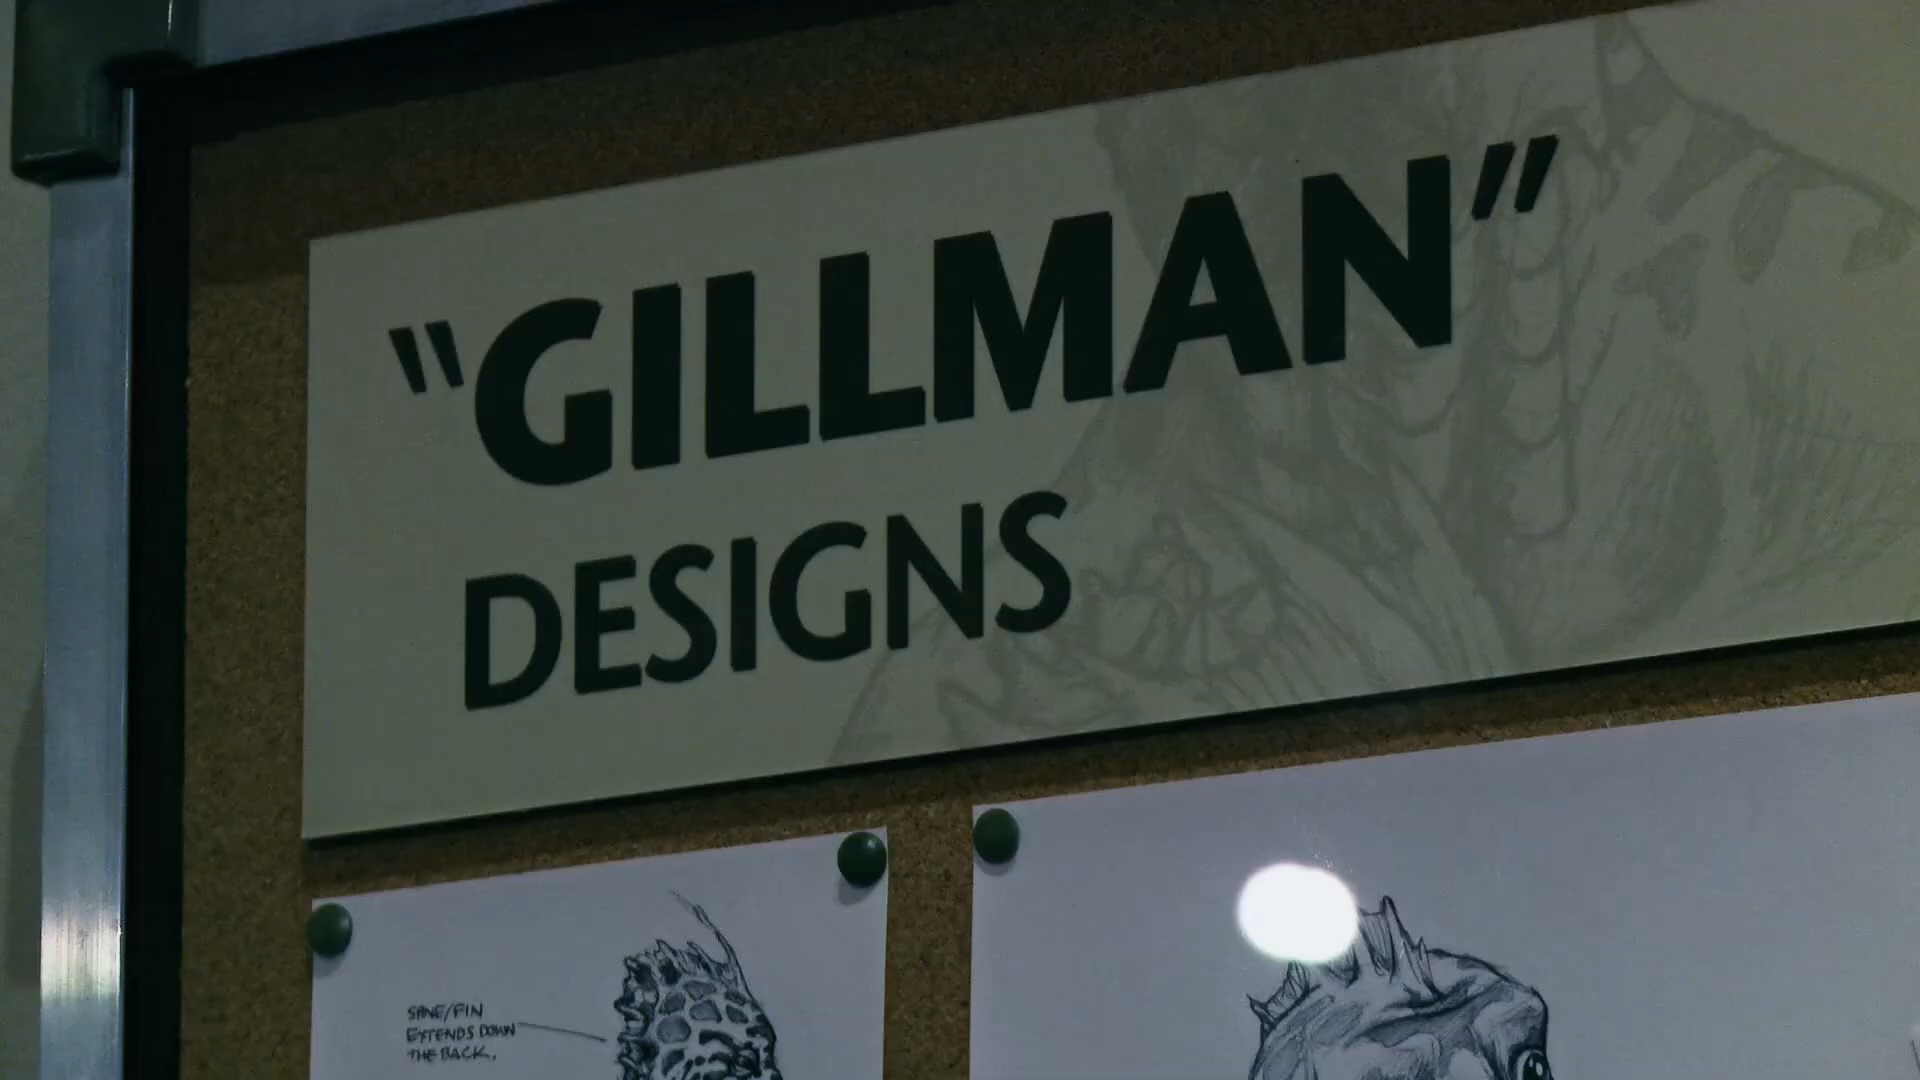 “GILLMAN”
DESIGNS
SPINE/FIN
EXTENDS DOWN
THE BACK.